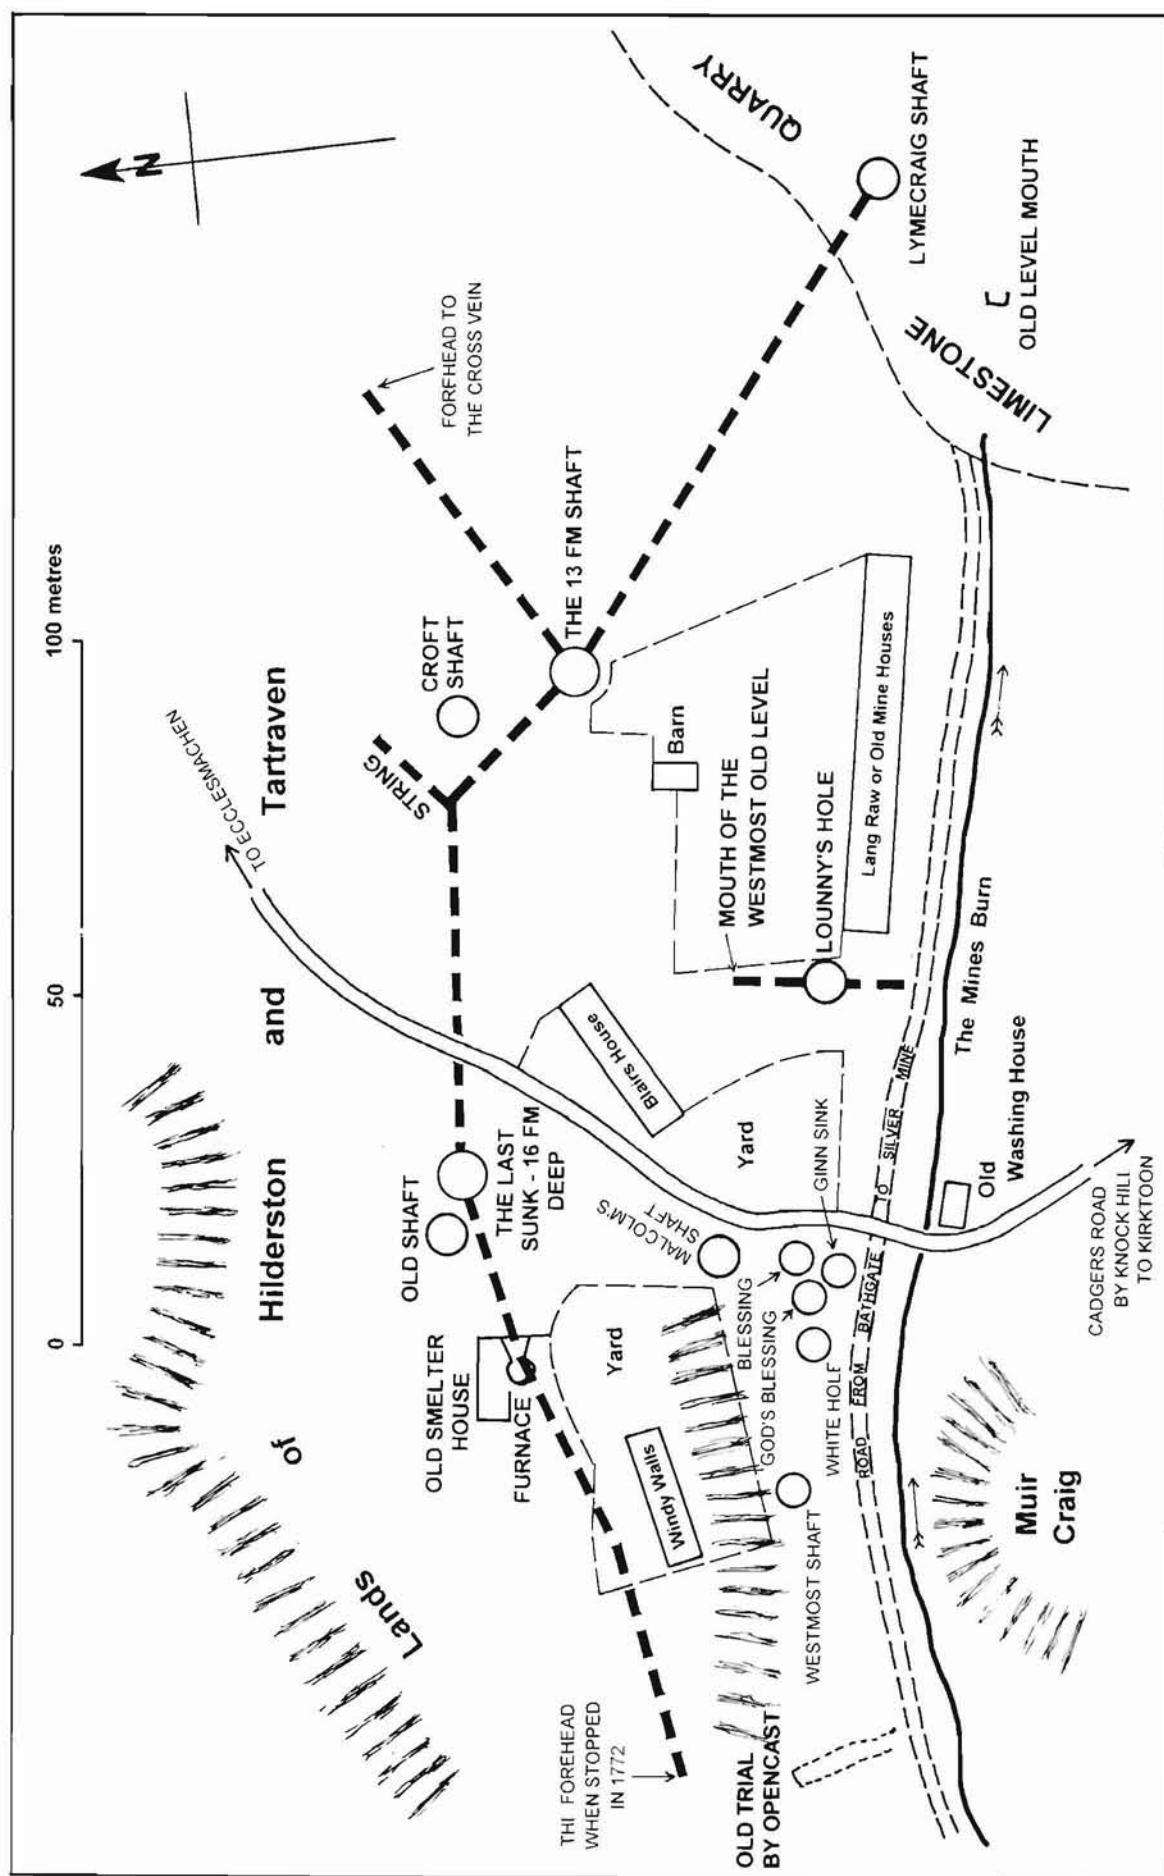 0
50
100 metres
N
Lands
of
Hilderston
and
Tartraven
TO ECCLESMACHEN
STRING
CROFT
SHAFT
FOREHEAD TO
THE CROSS VEIN
THE 13 FM SHAFT
QUARRY
LIMESTONE
LYMECRAIG SHAFT
OLD LEVEL MOUTH
OLD SHAFT
THE LAST
SUNK - 16 FM
DEEP
OLD SMELTER
HOUSE
FURNACE
Yard
Windy Walls
THI FOREHEAD
WHEN STOPPED
IN 1772
OLD TRIAL
BY OPENCAST
MALCOLM'S
SHAFT
BLESSING
GOD'S BLESSING
WHITE HOLE
WESTMOST SHAFT
GINN SINK
Yard
Blairs House
Barn
MOUTH OF THE
WESTMOST OLD LEVEL
LOUNNY'S HOLE
Lang Raw or Old Mine Houses
ROAD FROM BATHGATE TO SILVER MINE
The Mines Burn
Old
Washing House
CADGERS ROAD
BY KNOCK HILL
TO KIRKTOON
Muir
Craig